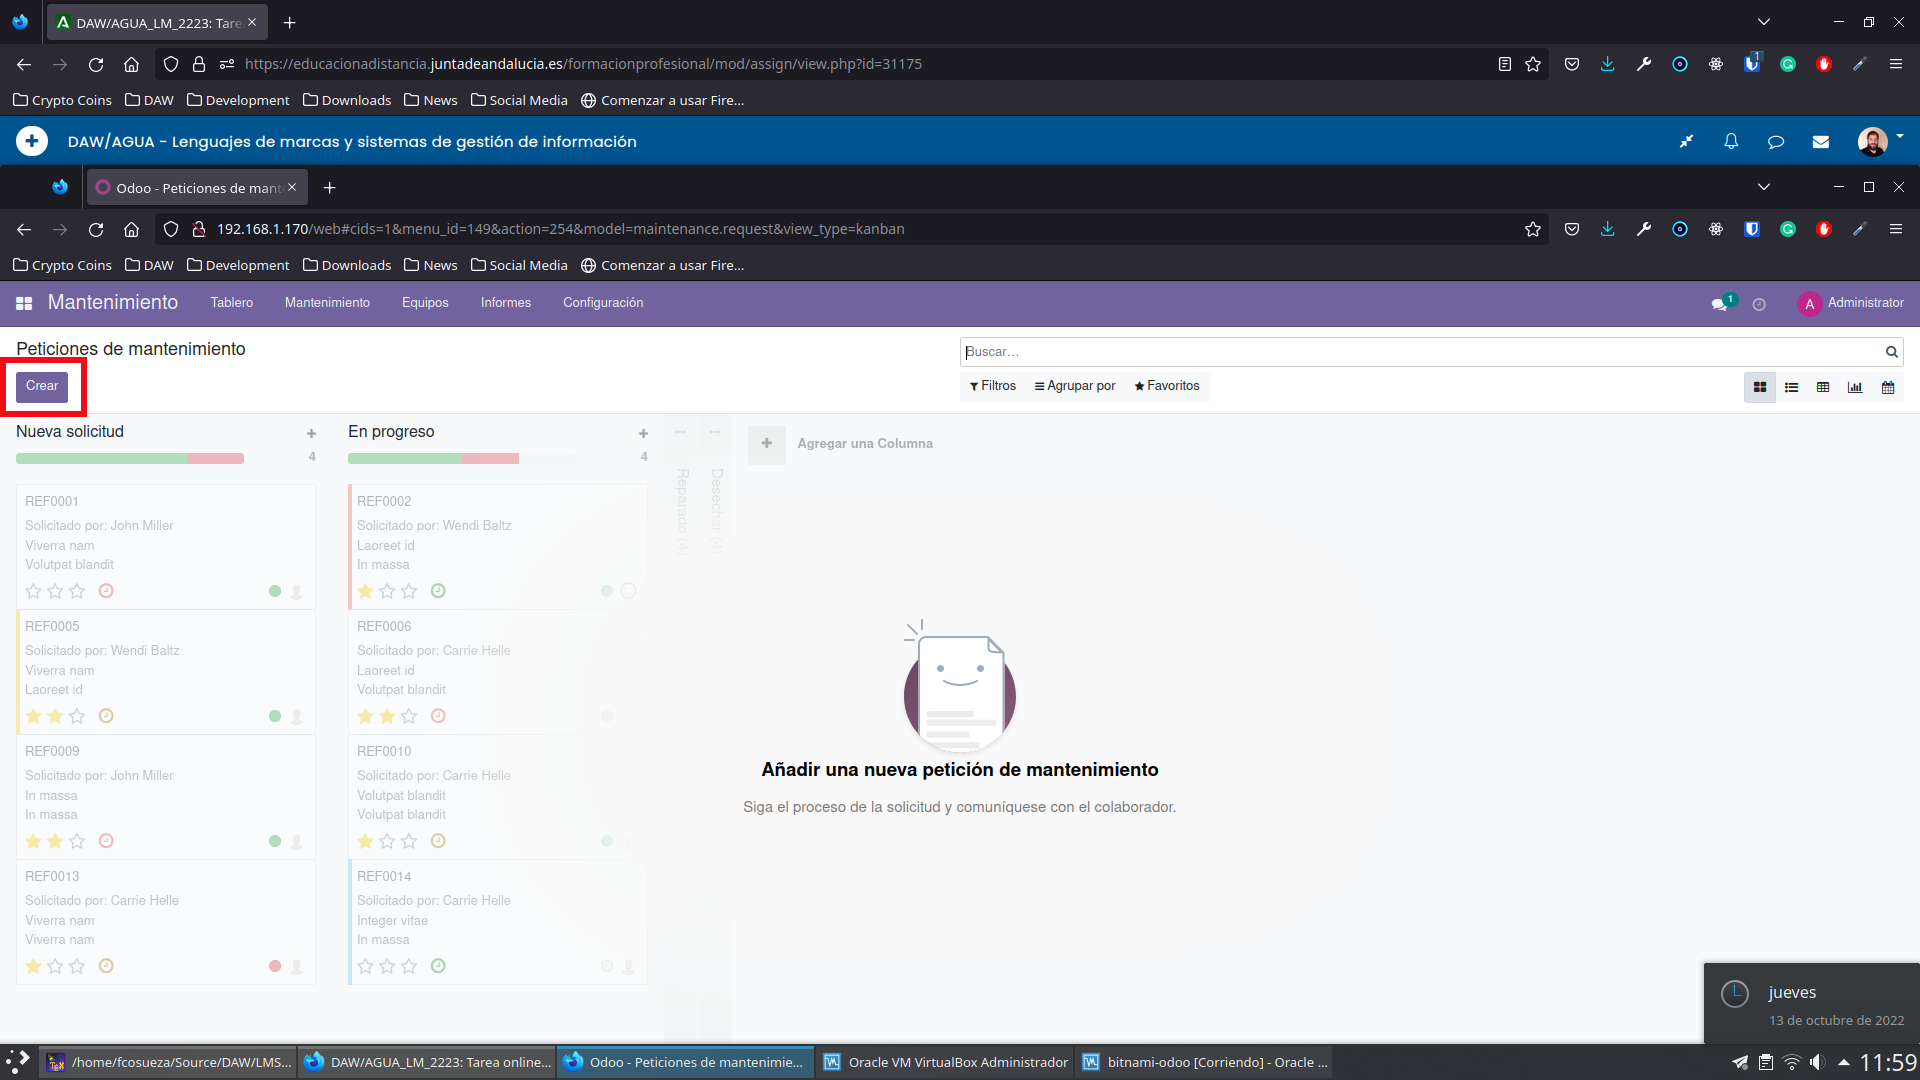 DAW/AGUA_LM_2223: Tare
https://educacionadistancia.juntadeandalucia.es/formacionprofesional/mod/assign/view.php?id=31175
1
Crypto Coins DAW Development Downloads News Social Media Comenzar a usar Fire...
DAW/AGUA - Lenguajes de marcas y sistemas de gestión de información
Odoo - Peticiones de mant
192.168.1.170/web#cids=1&menu_id=149&action=254&model=maintenance.request&view_type=kanban
Crypto Coins DAW Development Downloads News Social Media Comenzar a usar Fire...
Mantenimiento Tablero Mantenimiento Equipos Informes Configuración 1 A Administrator
Peticiones de mantenimiento
Buscar...
Crear
Filtros Agrupar por Favoritos
Nueva solicitud
4
REF0001
Solicitado por: John Miller
Viverra nam
Volutpat blandit
REF0005
Solicitado por: Wendi Baltz
Viverra nam
Laoreet id
REF0009
Solicitado por: John Miller
In massa
In massa
REF0013
Solicitado por: Carrie Helle
Viverra nam
Viverra nam
En progreso
4
REF0002
Solicitado por: Wendi Baltz
Laoreet id
In massa
REF0006
Solicitado por: Carrie Helle
Laoreet id
Volutpat blandit
REF0010
Solicitado por: Carrie Helle
Volutpat blandit
Volutpat blandit
REF0014
Solicitado por: Carrie Helle
Integer vitae
In massa
Reparado (4)
Desechar (4)
Agregar una Columna
Añadir una nueva petición de mantenimiento
Siga el proceso de la solicitud y comuníquese con el colaborador.
jueves
13 de octubre de 2022
/home/fcosueza/Source/DAW/LMS... DAW/AGUA_LM_2223: Tarea online... Odoo - Peticiones de mantenimie... Oracle VM VirtualBox Administrador bitnami-odoo [Corriendo] - Oracle ... 11:59